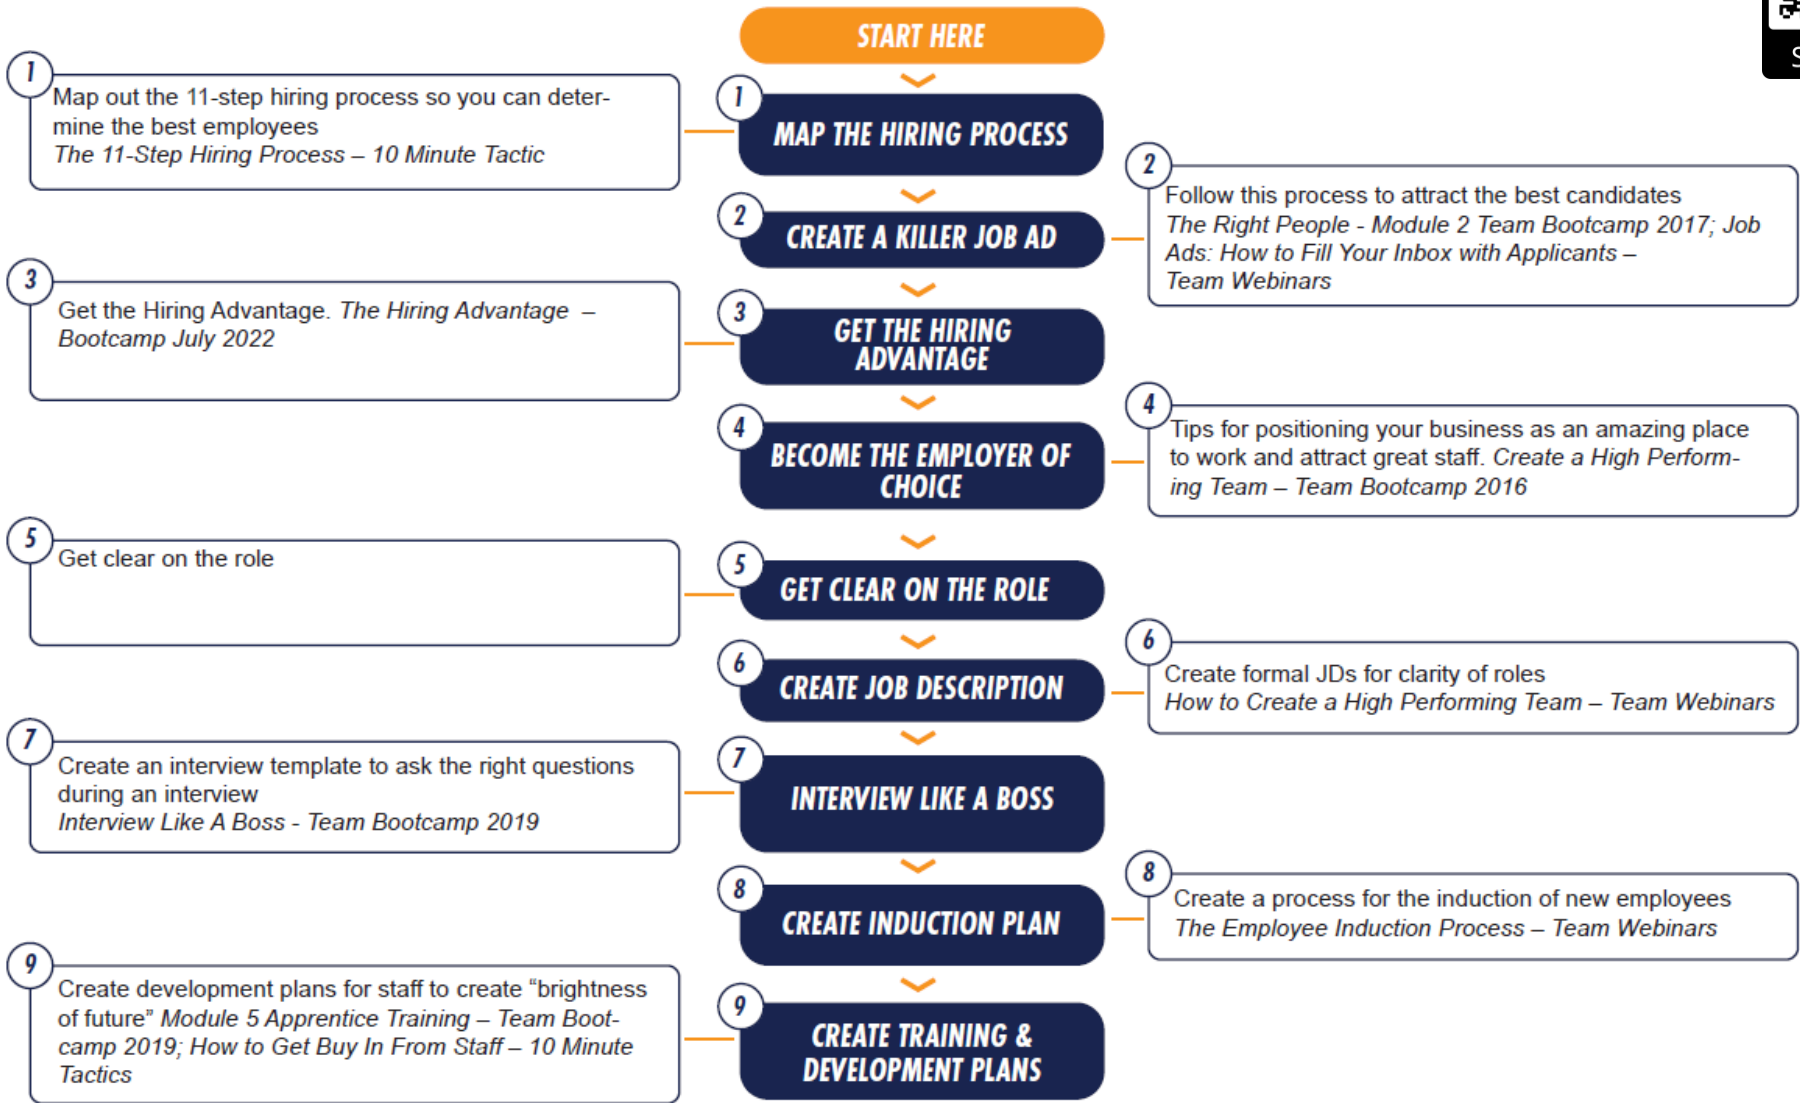 START HERE
1
Map out the 11-step hiring process so you can deter-
mine the best employees
The 11-Step Hiring Process – 10 Minute Tactic
1
MAP THE HIRING PROCESS
2
CREATE A KILLER JOB AD
2
Follow this process to attract the best candidates
The Right People - Module 2 Team Bootcamp 2017; Job
Ads: How to Fill Your Inbox with Applicants –
Team Webinars
3
Get the Hiring Advantage. The Hiring Advantage –
Bootcamp July 2022
3
GET THE HIRING
ADVANTAGE
4
BECOME THE EMPLOYER OF
CHOICE
4
Tips for positioning your business as an amazing place
to work and attract great staff. Create a High Perform-
ing Team – Team Bootcamp 2016
5
Get clear on the role
5
GET CLEAR ON THE ROLE
6
CREATE JOB DESCRIPTION
6
Create formal JDs for clarity of roles
How to Create a High Performing Team – Team Webinars
7
Create an interview template to ask the right questions
during an interview
Interview Like A Boss - Team Bootcamp 2019
7
INTERVIEW LIKE A BOSS
8
CREATE INDUCTION PLAN
8
Create a process for the induction of new employees
The Employee Induction Process – Team Webinars
9
Create development plans for staff to create “brightness
of future” Module 5 Apprentice Training – Team Boot-
camp 2019; How to Get Buy In From Staff – 10 Minute
Tactics
9
CREATE TRAINING &
DEVELOPMENT PLANS